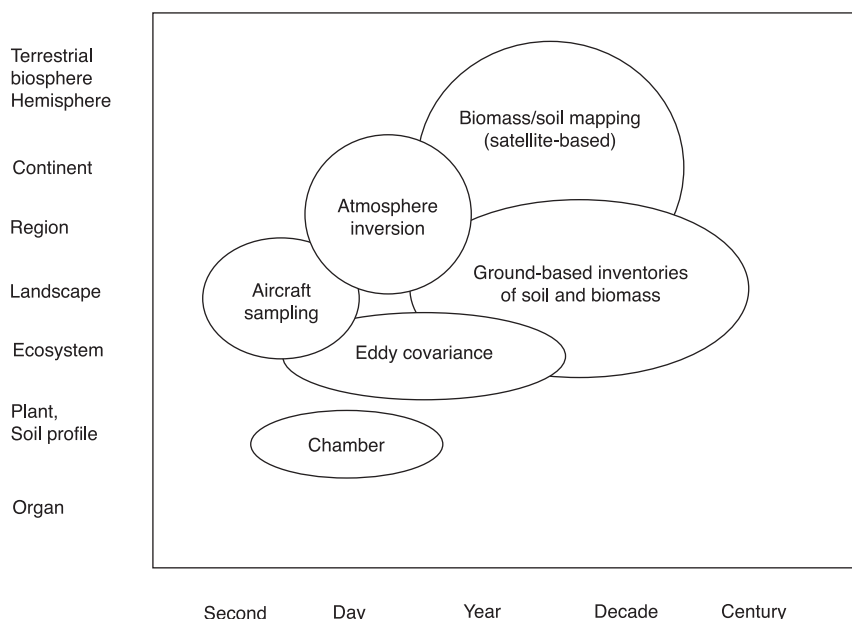 Terrestrial
biosphere
Hemisphere
Continent
Region
Landscape
Ecosystem
Plant,
Soil profile
Organ
Biomass/soil mapping
(satellite-based)
Atmosphere
inversion
Ground-based inventories
of soil and biomass
Aircraft
sampling
Eddy covariance
Chamber
Second Day Year Decade Century